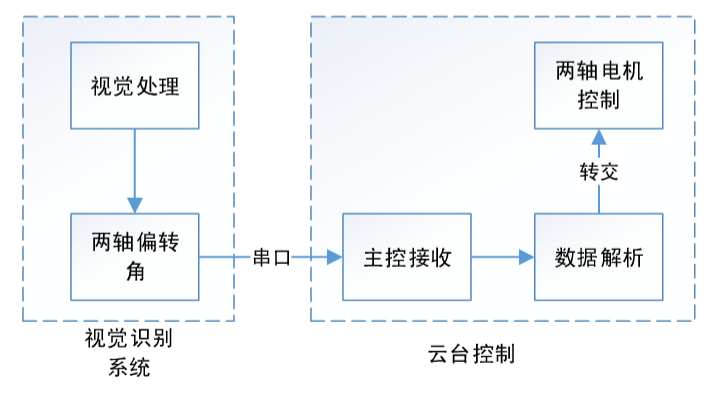 视觉处理
两轴偏转
角
视觉识别
系统
串口
主控接收
数据解析
转交
两轴电机
控制
云台控制